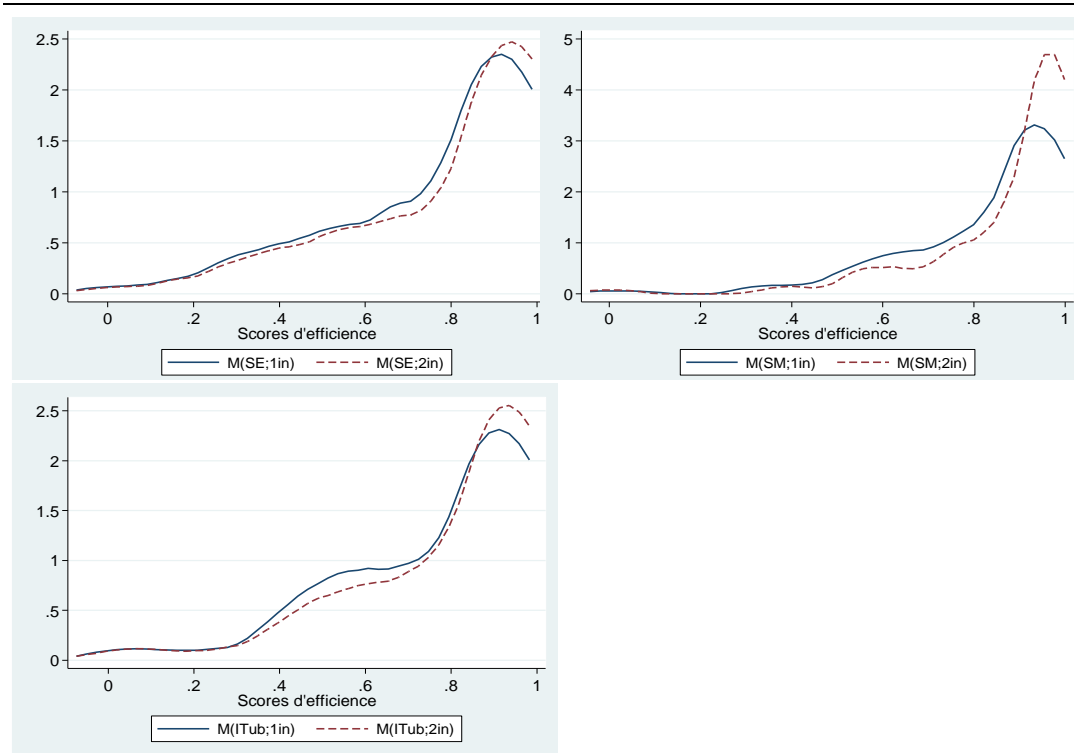 2.5
2
1.5
1
.5
0
0 .2 .4 .6 .8 1
Scores d'efficience
M(SE;1in) M(SE;2in)
5
4
3
2
1
0
0 .2 .4 .6 .8 1
Scores d'efficience
M(SM;1in) M(SM;2in)
2.5
2
1.5
1
.5
0
0 .2 .4 .6 .8 1
Scores d'efficience
M(ITub;1in) M(ITub;2in)